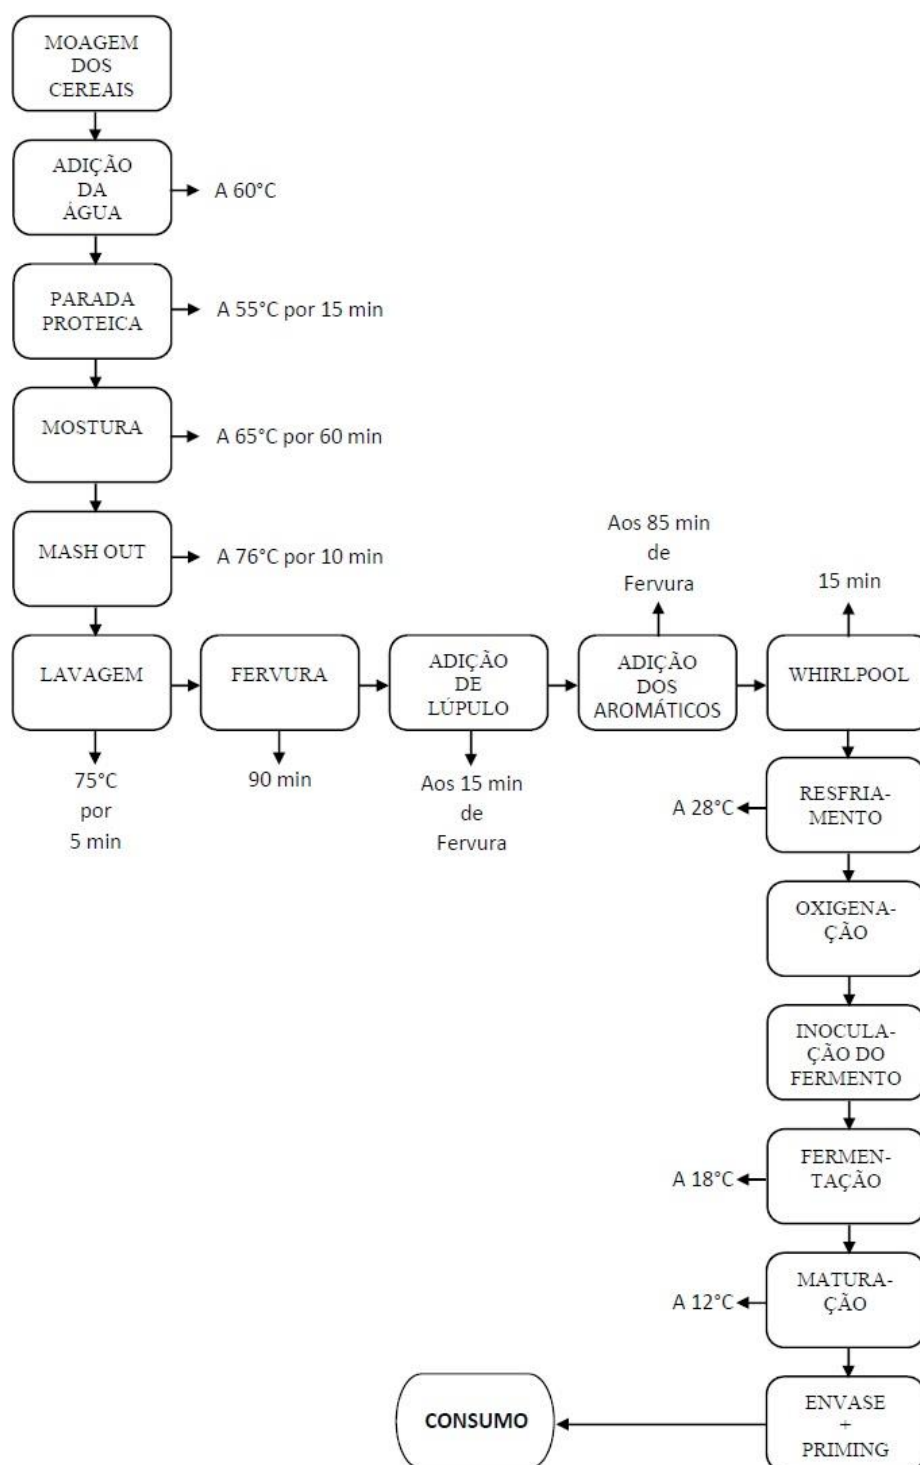 MOAGEM
DOS
CEREAIS
ADIÇÃO
DA
ÁGUA
A 60°C
PARADA
PROTEICA
A 55°C por 15 min
MOSTURA
A 65°C por 60 min
MASH OUT
A 76°C por 10 min
LAVAGEM
75°C
por
5 min
FERVURA
90 min
ADIÇÃO
DE
LÚPULO
Aos 15 min
de
Fervura
Aos 85 min
de
Fervura
ADIÇÃO
DOS
AROMÁTICOS
15 min
WHIRLPOOL
RESFRIA-
MENTO
A 28°C
OXIGENA-
ÇÃO
INOCULA-
ÇÃO DO
FERMENTO
FERMEN-
TAÇÃO
A 18°C
MATURA-
ÇÃO
A 12°C
ENVASE
+
PRIMING
CONSUMO